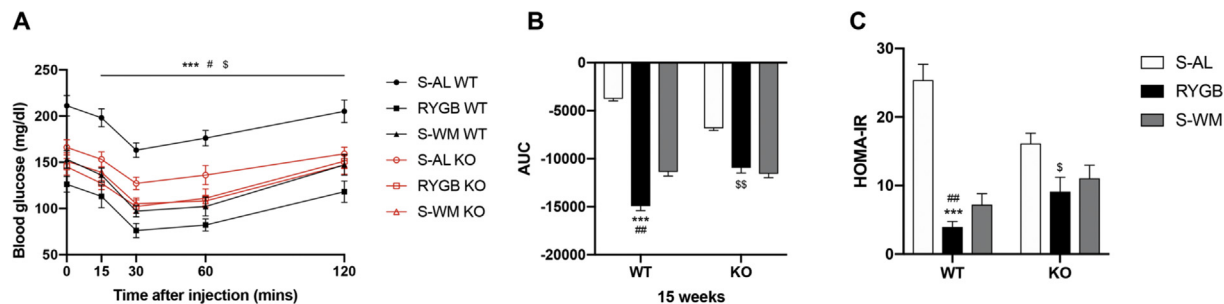 A
*** # $
250
200
150
100
50
Blood glucose (mg/dl)
0 15 30 60 120
Time after injection (mins)
S-AL WT
RYGB WT
S-WM WT
S-AL KO
RYGB KO
S-WM KO
B
0
-5000
-10000
-15000
-20000
AUC
***
##
$$
WT KO
15 weeks
C
30
20
10
0
HOMA-IR
##
***
$
WT KO
S-AL
RYGB
S-WM